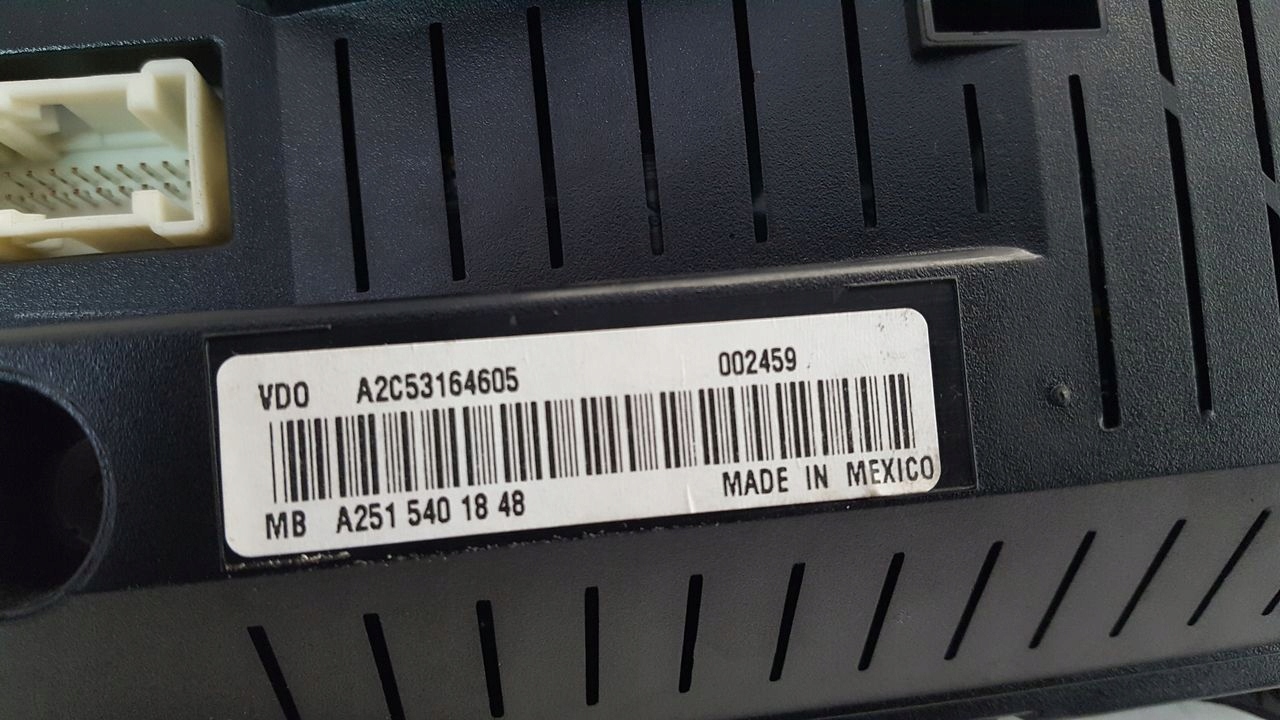 VDO A2C53164605 002459
MB A251 540 18 48 MADE IN MEXICO